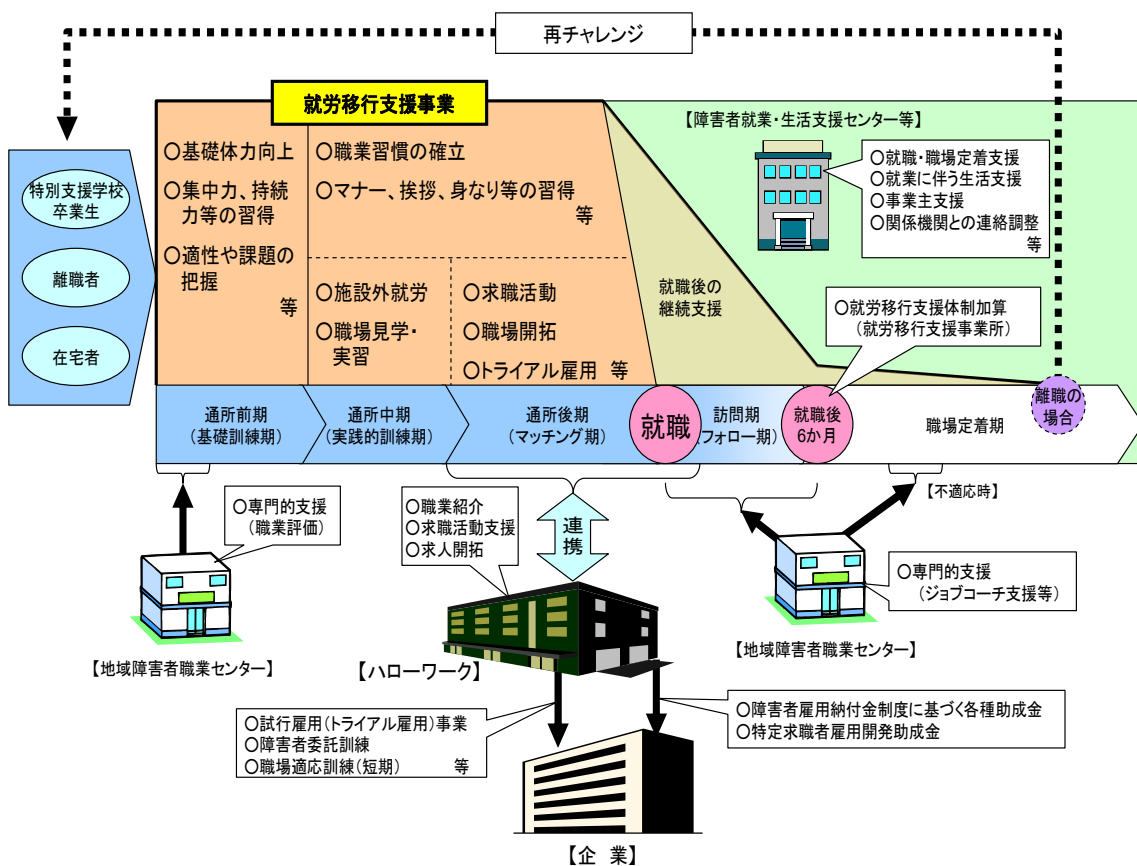 再チャレンジ
就労移行支援事業
特別支援学校
卒業生
離職者
在宅者
○基礎体力向上
○集中力、持続
力等の習得
○適性や課題の
把握
等
○職業習慣の確立
○マナー、挨拶、身なり等の習得
等
○施設外就労
○職場見学・
実習
○求職活動
○職場開拓
○トライアル雇用 等
就職後の
継続支援
【障害者就業・生活支援センター等】
○就職・職場定着支援
○就業に伴う生活支援
○事業主支援
○関係機関との連絡調整
等
○就労移行支援体制加算
(就労移行支援事業所)
通所前期
(基礎訓練期)
通所中期
(実践的訓練期)
通所後期
(マッチング期)
就職
訪問期
(フォロー期)
就職後
6か月
職場定着期
離職の
場合
【不適応時】
○専門的支援
(職業評価)
【地域障害者職業センター】
○職業紹介
○求職活動支援
○求人開拓
連
携
【ハローワーク】
○専門的支援
(ジョブコーチ支援等)
【地域障害者職業センター】
○試行雇用(トライアル雇用)事業
○障害者委託訓練
○職場適応訓練(短期) 等
○障害者雇用納付金制度に基づく各種助成金
○特定求職者雇用開発助成金
【企 業】